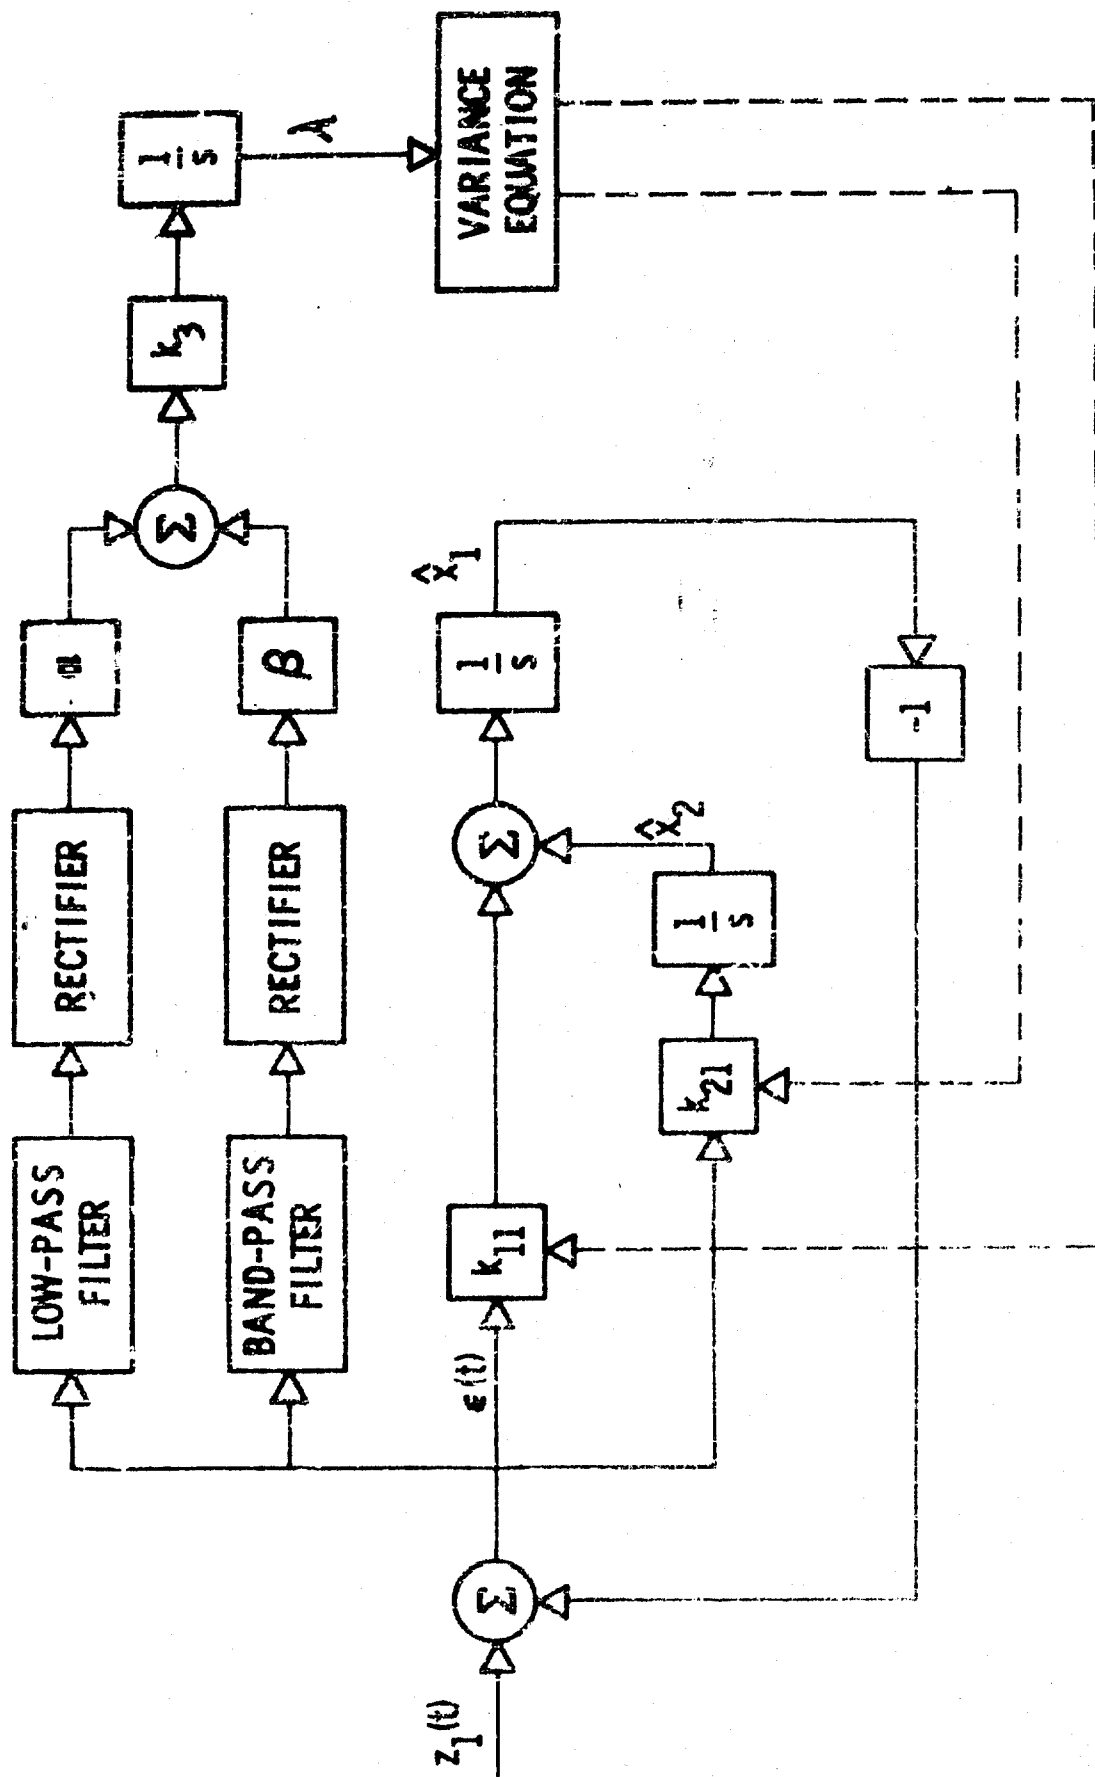 LOW-PASS
FILTER
RECTIFIER
BAND-PASS
FILTER
RECTIFIER
β
Σ
k₃
1/s
λ
VARIANCE
EQUATION
z₁(t)
Σ
ε(t)
k₁₁
Σ
1/s
x̂₁
k₂₁
1/s
x̂₂
-1